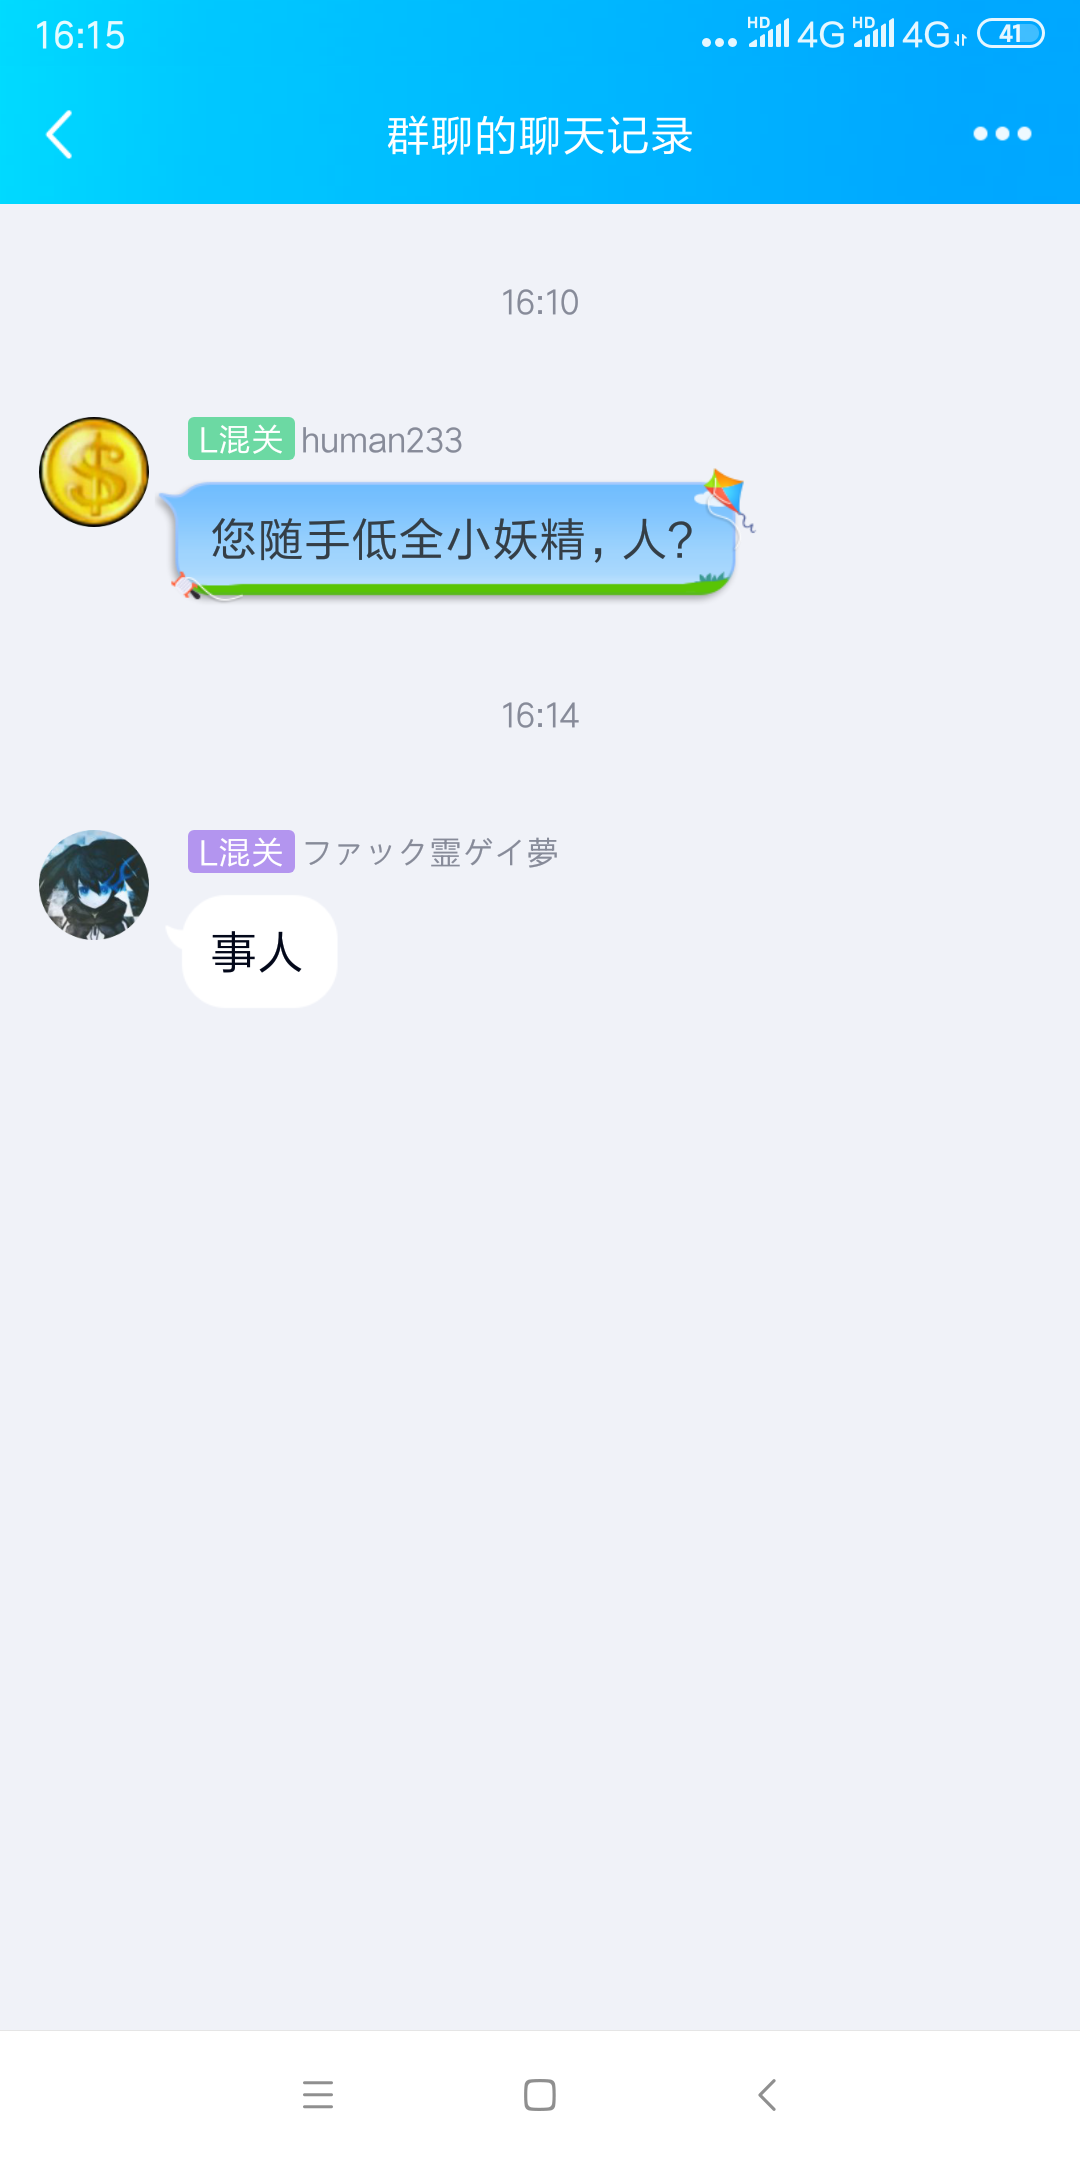 16:15
HD 4G HD 4G 41
群聊的聊天记录
16:10
L混关 human233
您随手低全小妖精，人？
16:14
L混关 ファック霊ゲイ夢
事人